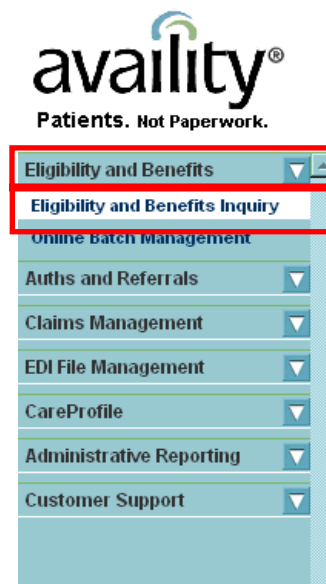 availity®
Patients. Not Paperwork.
Eligibility and Benefits
Eligibility and Benefits Inquiry
Online Batch Management
Auths and Referrals
Claims Management
EDI File Management
CareProfile
Administrative Reporting
Customer Support